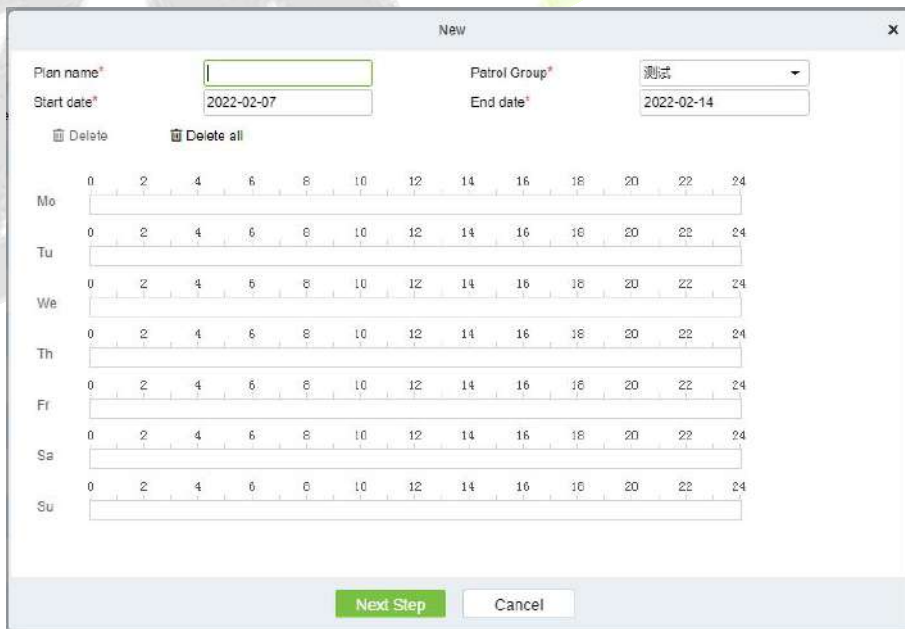 New
Plan name* Patrol Group* 测试
Start date* 2022-02-07 End date* 2022-02-14
Delete Delete all
0 2 4 6 8 10 12 14 16 18 20 22 24
Mo
0 2 4 6 8 10 12 14 16 18 20 22 24
Tu
0 2 4 6 8 10 12 14 16 18 20 22 24
We
0 2 4 6 8 10 12 14 16 18 20 22 24
Th
0 2 4 6 8 10 12 14 16 18 20 22 24
Fr
0 2 4 6 8 10 12 14 16 18 20 22 24
Sa
0 2 4 6 8 10 12 14 16 18 20 22 24
Su
Next Step Cancel